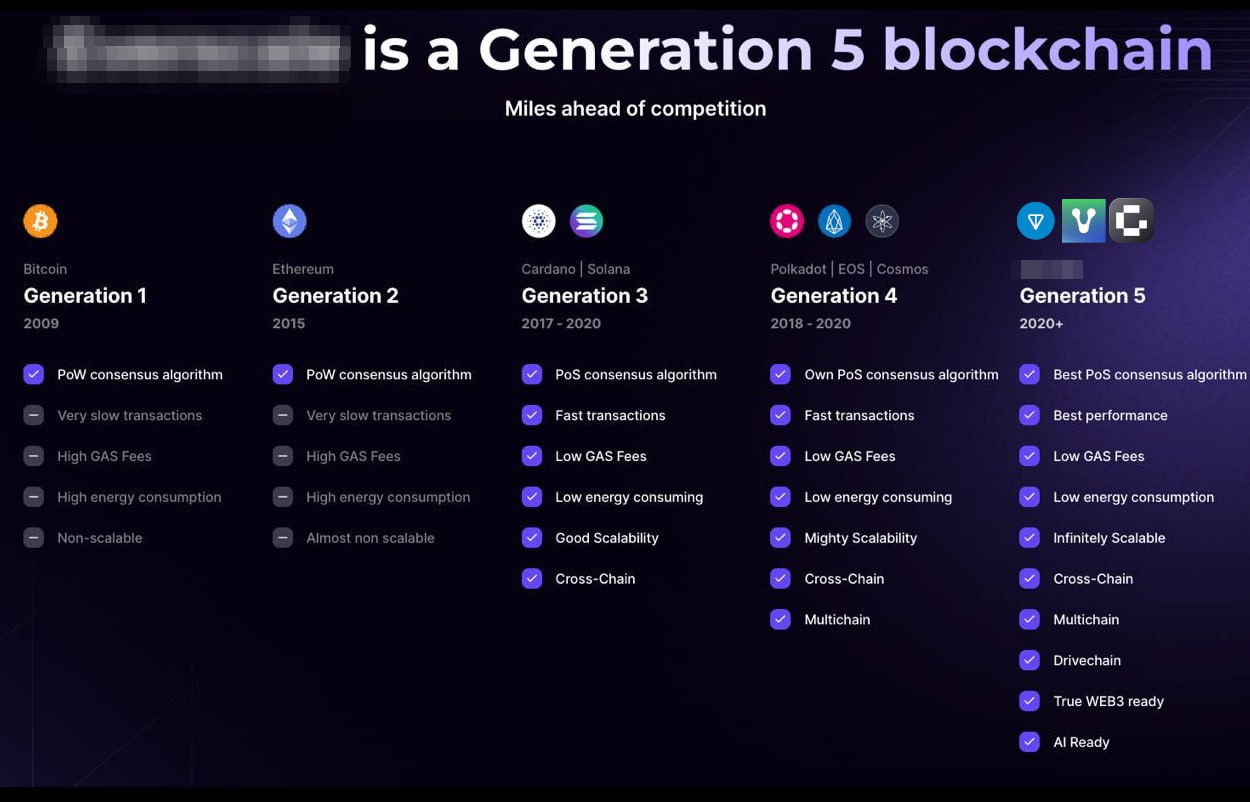 is a Generation 5 blockchain
Miles ahead of competition
Bitcoin
Generation 1
2009
PoW consensus algorithm
Very slow transactions
High GAS Fees
High energy consumption
Non-scalable
Ethereum
Generation 2
2015
PoW consensus algorithm
Very slow transactions
High GAS Fees
High energy consumption
Almost non scalable
Cardano | Solana
Generation 3
2017 - 2020
PoS consensus algorithm
Fast transactions
Low GAS Fees
Low energy consuming
Good Scalability
Cross-Chain
Polkadot | EOS | Cosmos
Generation 4
2018 - 2020
Own PoS consensus algorithm
Fast transactions
Low GAS Fees
Low energy consuming
Mighty Scalability
Cross-Chain
Multichain
Generation 5
2020+
Best PoS consensus algorithm
Best performance
Low GAS Fees
Low energy consumption
Infinitely Scalable
Cross-Chain
Multichain
Drivechain
True WEB3 ready
AI Ready